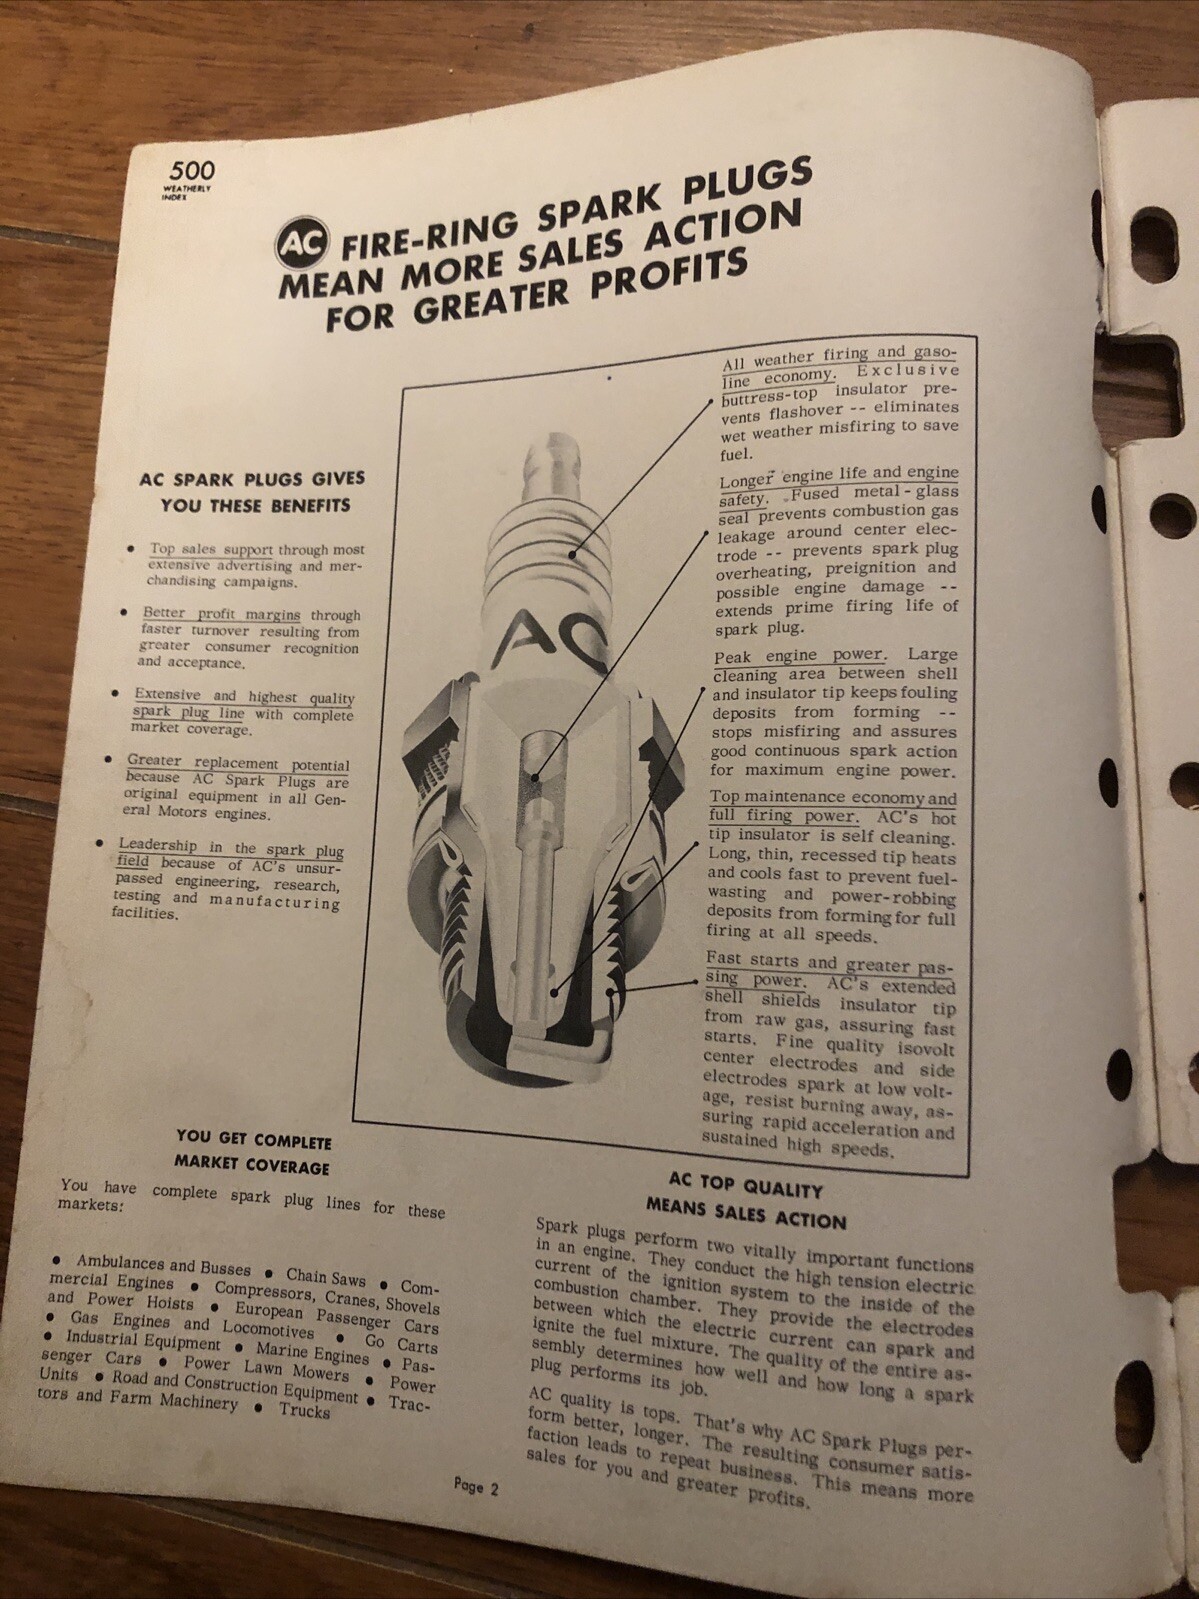 500
WEATHERLY
INDEX
AC FIRE-RING SPARK PLUGS
MEAN MORE SALES ACTION
FOR GREATER PROFITS
AC SPARK PLUGS GIVES
YOU THESE BENEFITS
● Top sales support through most
extensive advertising and mer-
chandising campaigns.
● Better profit margins through
faster turnover resulting from
greater consumer recognition
and acceptance.
● Extensive and highest quality
spark plug line with complete
market coverage.
● Greater replacement potential
because AC Spark Plugs are
original equipment in all Gen-
eral Motors engines.
● Leadership in the spark plug
field because of AC's unsur-
passed engineering, research,
testing and manufacturing
facilities.
AC
All weather firing and gaso-
line economy. Exclusive
buttress-top insulator pre-
vents flashover -- eliminates
wet weather misfiring to save
fuel.
Longer engine life and engine
safety. Fused metal-glass
seal prevents combustion gas
leakage around center elec-
trode -- prevents spark plug
overheating, preignition and
possible engine damage --
extends prime firing life of
spark plug.
Peak engine power. Large
cleaning area between shell
and insulator tip keeps fouling
deposits from forming --
stops misfiring and assures
good continuous spark action
for maximum engine power.
Top maintenance economy and
full firing power. AC's hot
tip insulator is self cleaning.
Long, thin, recessed tip heats
and cools fast to prevent fuel-
wasting and power-robbing
deposits from forming for full
firing at all speeds.
Fast starts and greater pas-
sing power. AC's extended
shell shields insulator tip
from raw gas, assuring fast
starts. Fine quality isovolt
center electrodes and side
electrodes spark at low volt-
age, resist burning away, as-
suring rapid acceleration and
sustained high speeds.
YOU GET COMPLETE
MARKET COVERAGE
You have complete spark plug lines for these
markets:
● Ambulances and Busses ● Chain Saws ● Com-
mercial Engines ● Compressors, Cranes, Shovels
and Power Hoists ● European Passenger Cars
● Gas Engines and Locomotives ● Go Carts
● Industrial Equipment ● Marine Engines ● Pas-
senger Cars ● Power Lawn Mowers ● Power
Units ● Road and Construction Equipment ● Trac-
tors and Farm Machinery ● Trucks
AC TOP QUALITY
MEANS SALES ACTION
Spark plugs perform two vitally important functions
in an engine. They conduct the high tension electric
current of the ignition system to the inside of the
combustion chamber. They provide the electrodes
between which the electric current can spark and
ignite the fuel mixture. The quality of the entire as-
sembly determines how well and how long a spark
plug performs its job.
AC quality is tops. That's why AC Spark Plugs per-
form better, longer. The resulting consumer satis-
faction leads to repeat business. This means more
sales for you and greater profits.
Page 2